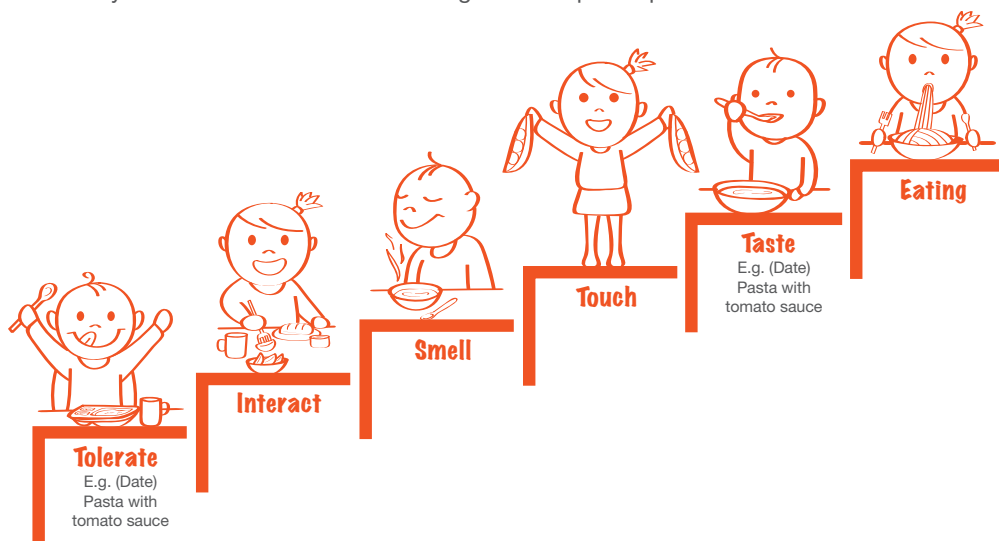 Eating
Taste
E.g. (Date)
Pasta with
tomato sauce
Touch
Smell
Interact
Tolerate
E.g. (Date)
Pasta with
tomato sauce